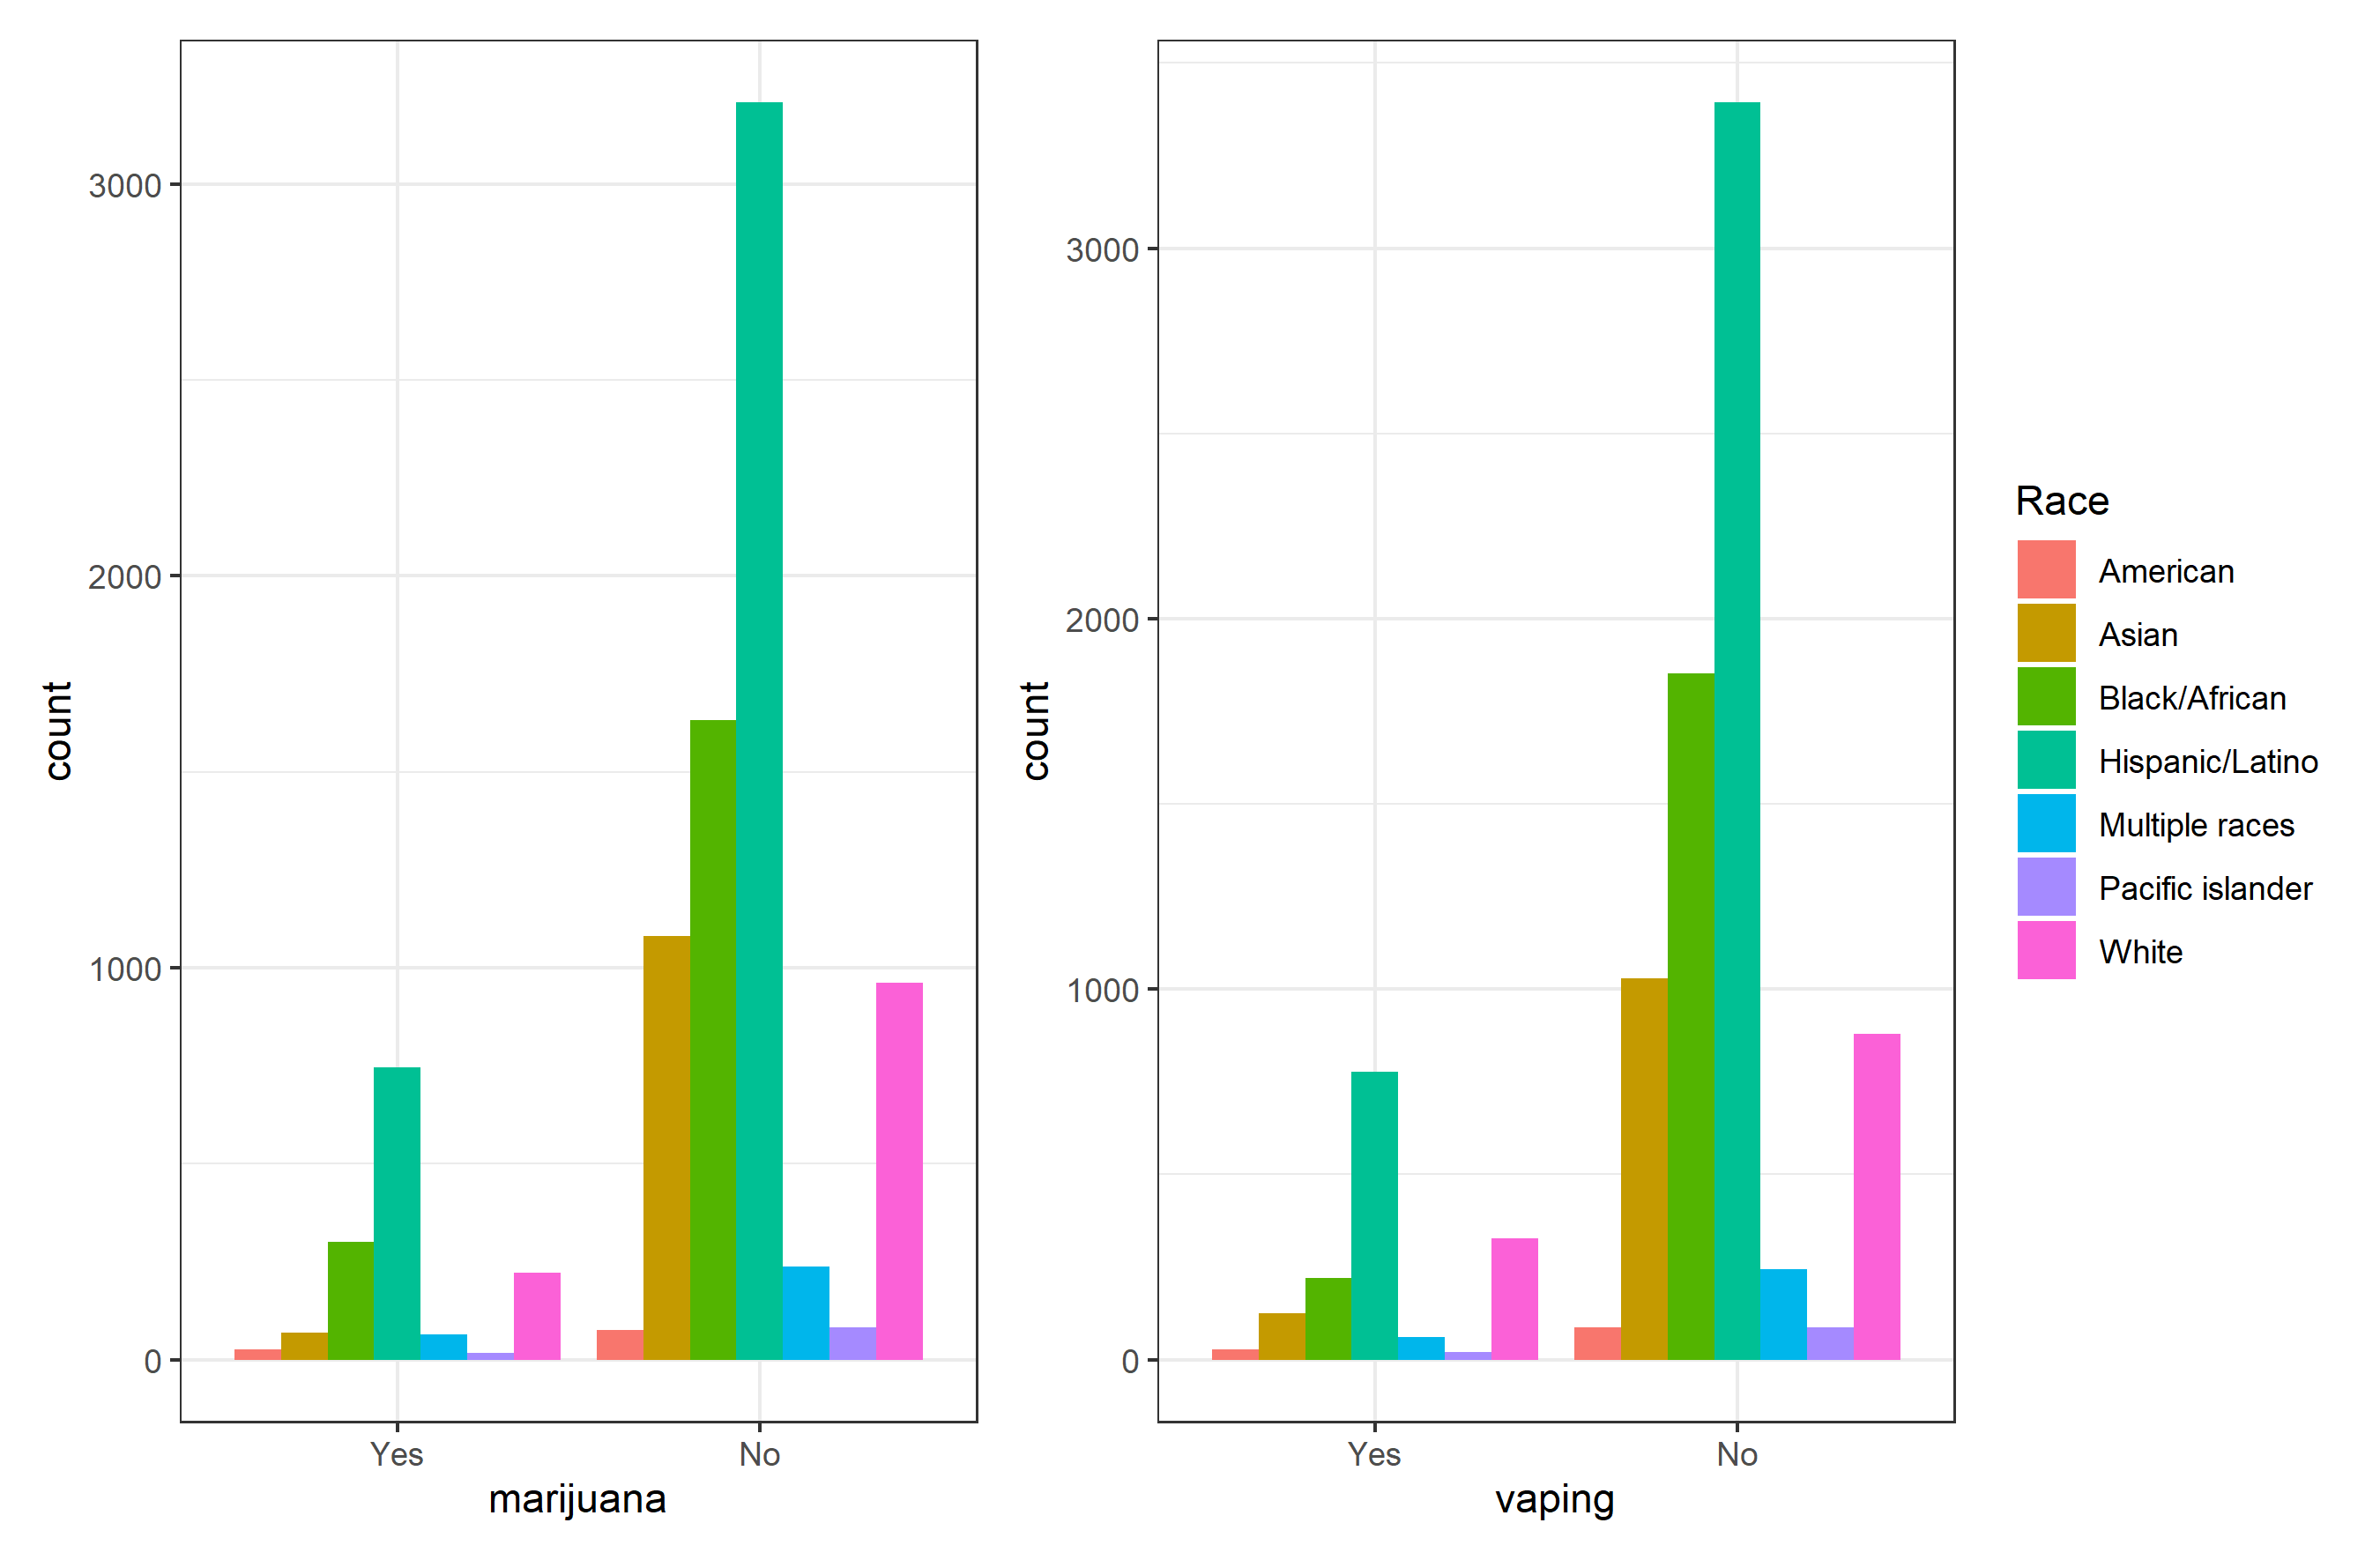 count
3000
2000
1000
0
Yes
No
marijuana
count
3000
2000
1000
0
Yes
No
vaping
Race
American
Asian
Black/African
Hispanic/Latino
Multiple races
Pacific islander
White